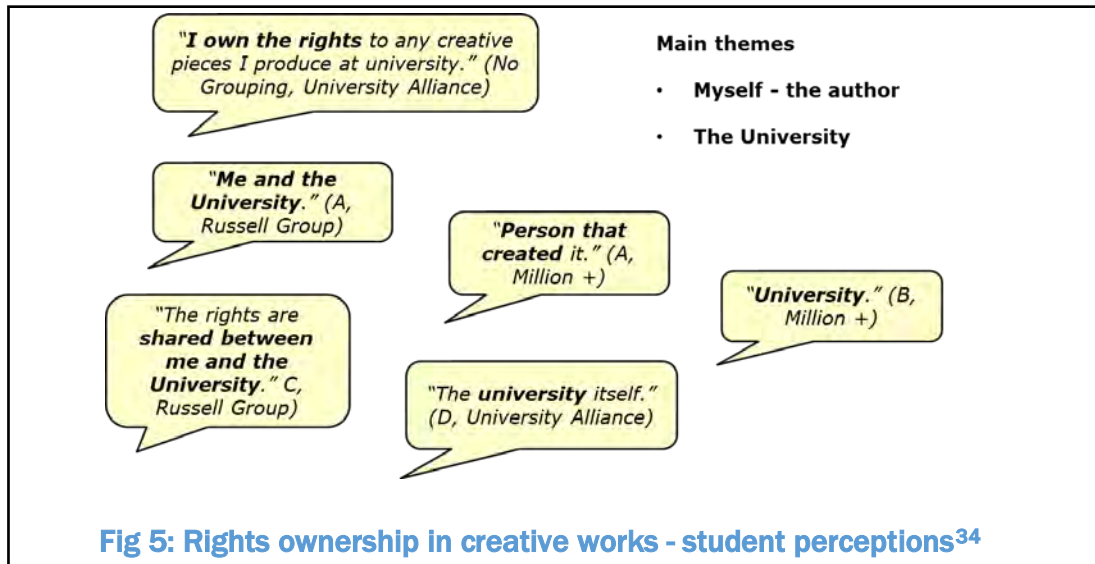 “I own the rights to any creative
pieces I produce at university.” (No
Grouping, University Alliance)
Main themes
• Myself - the author
• The University
“Me and the
University.” (A,
Russell Group)
“Person that
created it.” (A,
Million +)
“University.” (B,
Million +)
“The rights are
shared between
me and the
University.” C,
Russell Group)
“The university itself.”
(D, University Alliance)
Fig 5: Rights ownership in creative works - student perceptions34